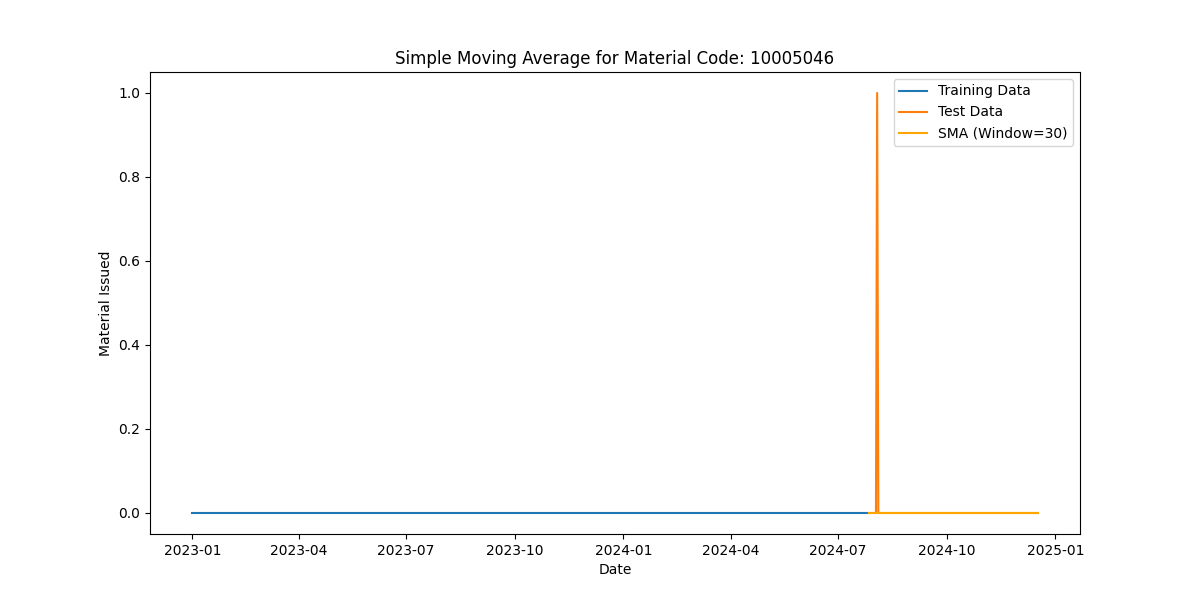 Simple Moving Average for Material Code: 10005046
Training Data
Test Data
SMA (Window=30)
Material Issued
1.0
0.8
0.6
0.4
0.2
0.0
2023-01
2023-04
2023-07
2023-10
2024-01
2024-04
2024-07
2024-10
2025-01
Date